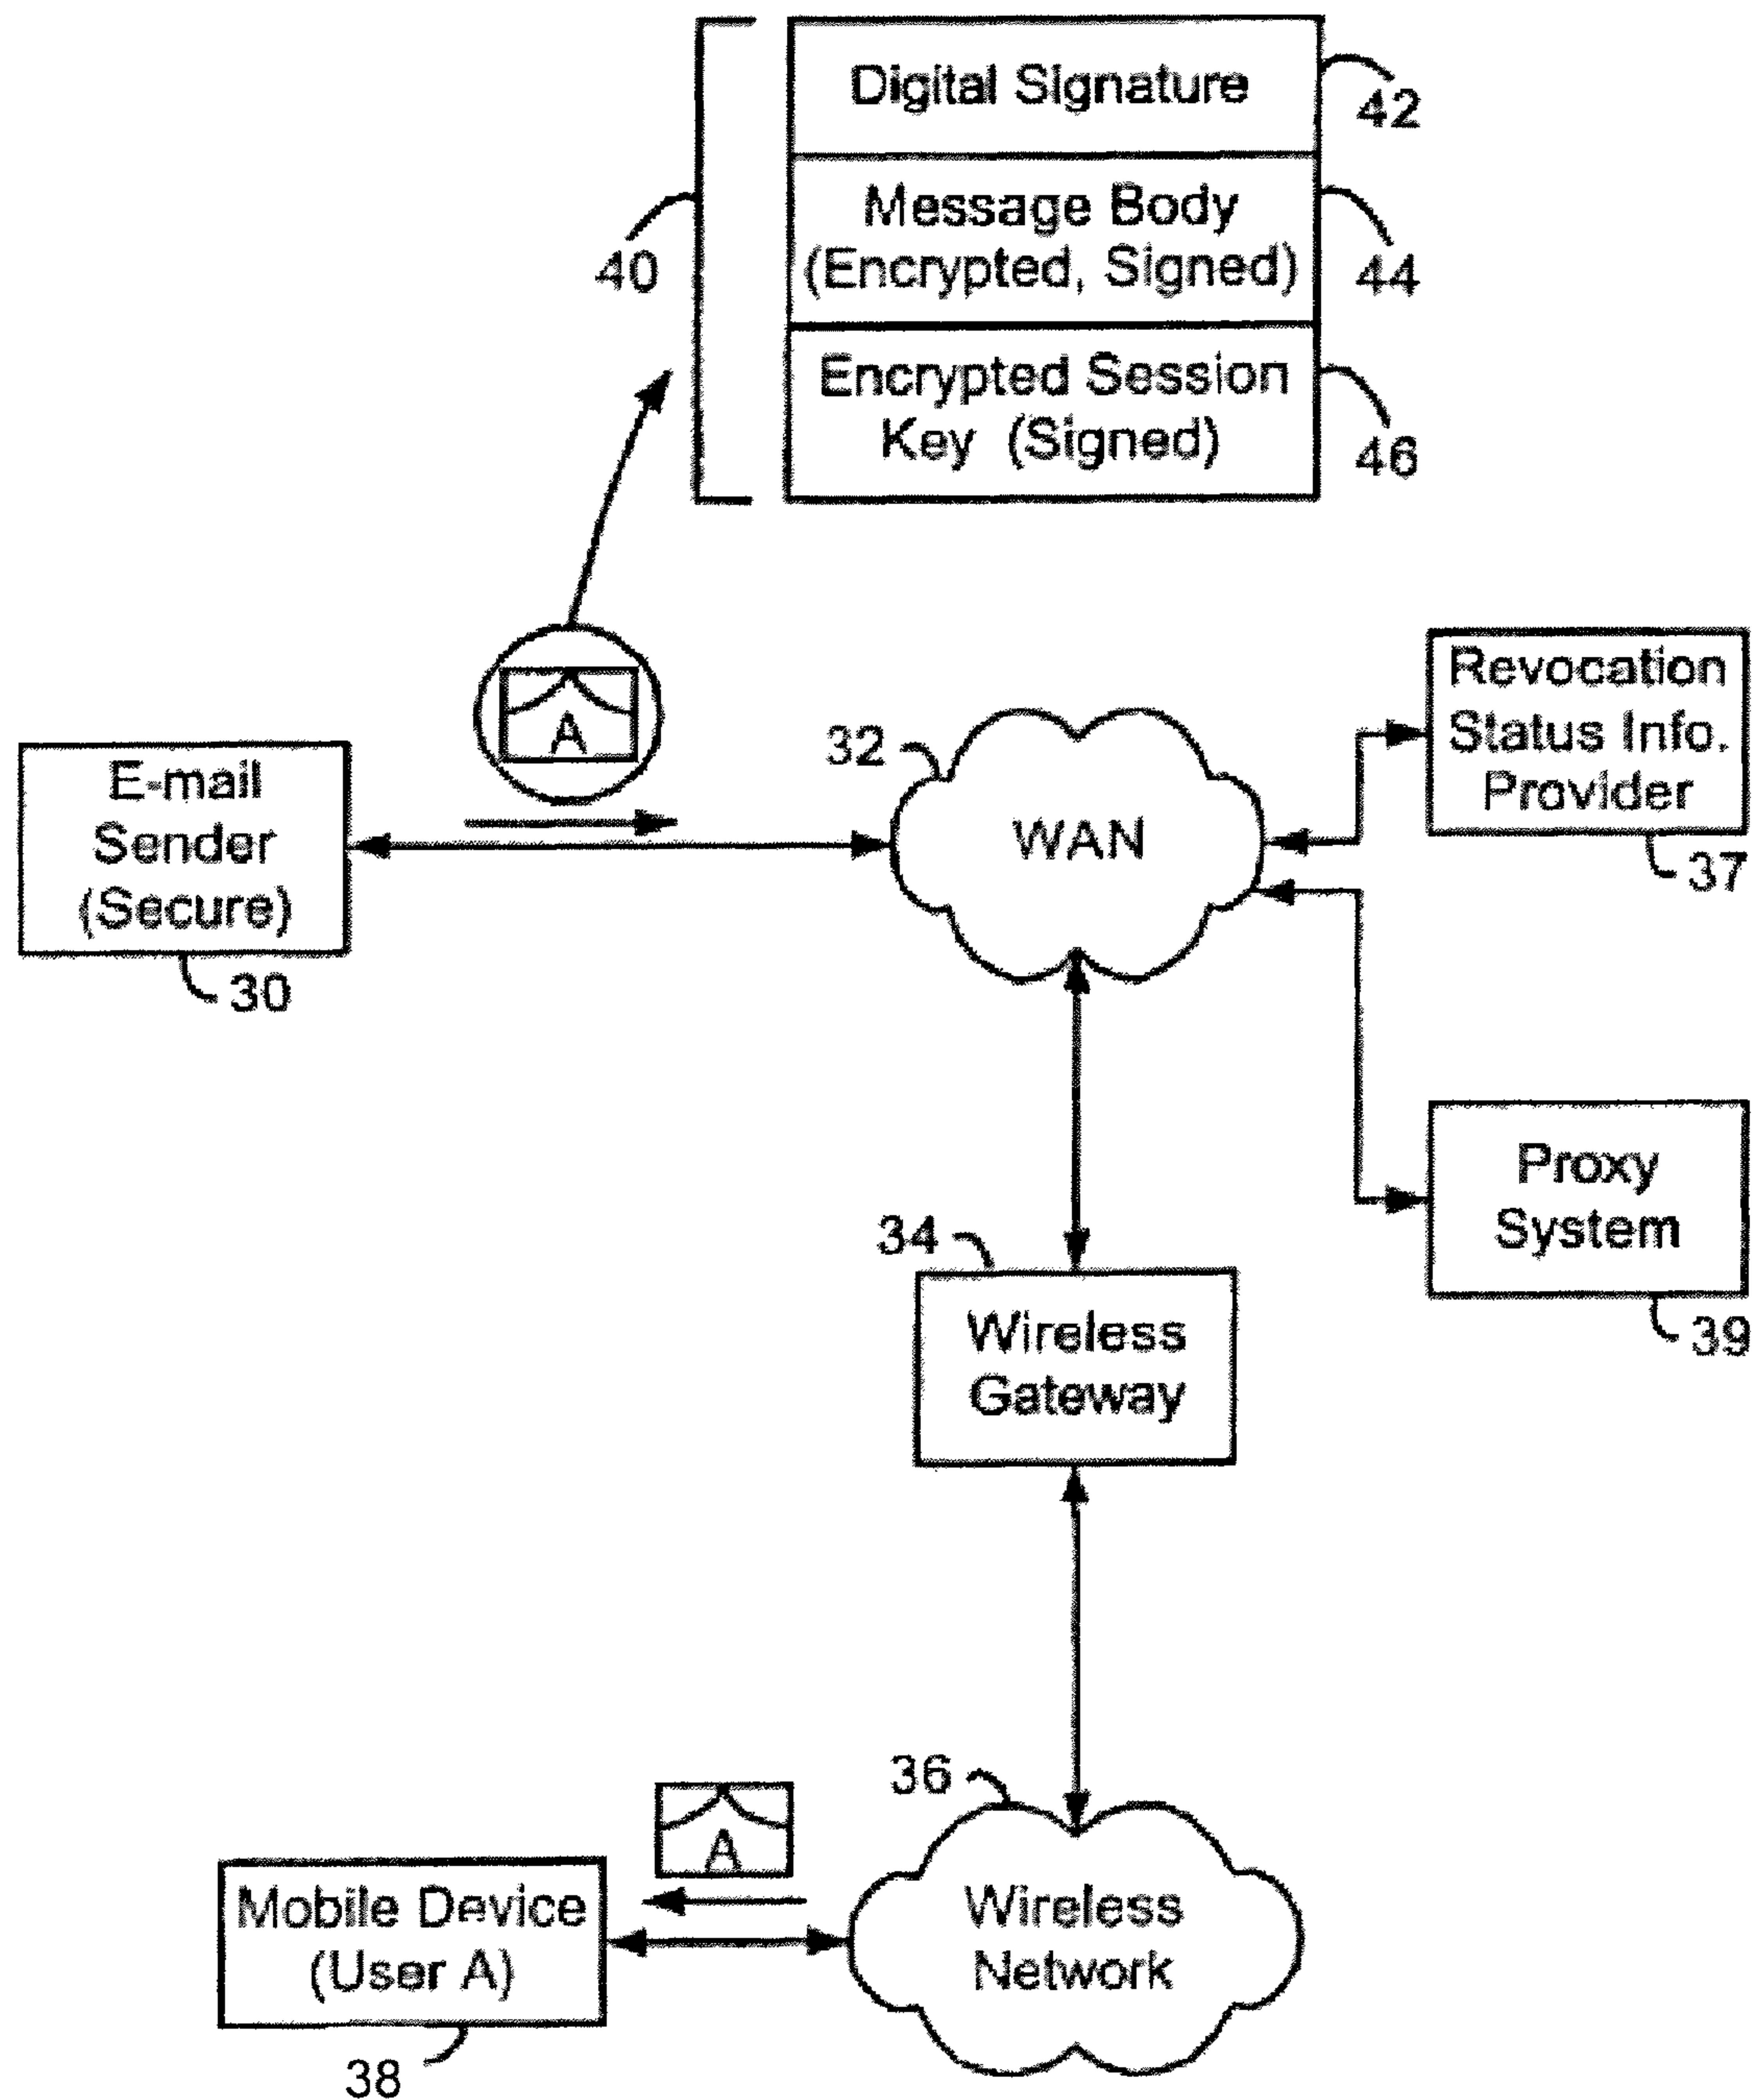 Digital Signature
42
Message Body
(Encrypted, Signed)
44
40
Encrypted Session
Key (Signed)
46
A
E-mail
Sender
(Secure)
30
32
WAN
Revocation
Status Info.
Provider
37
34
Wireless
Gateway
Proxy
System
39
36
A
Mobile Device
(User A)
38
Wireless
Network